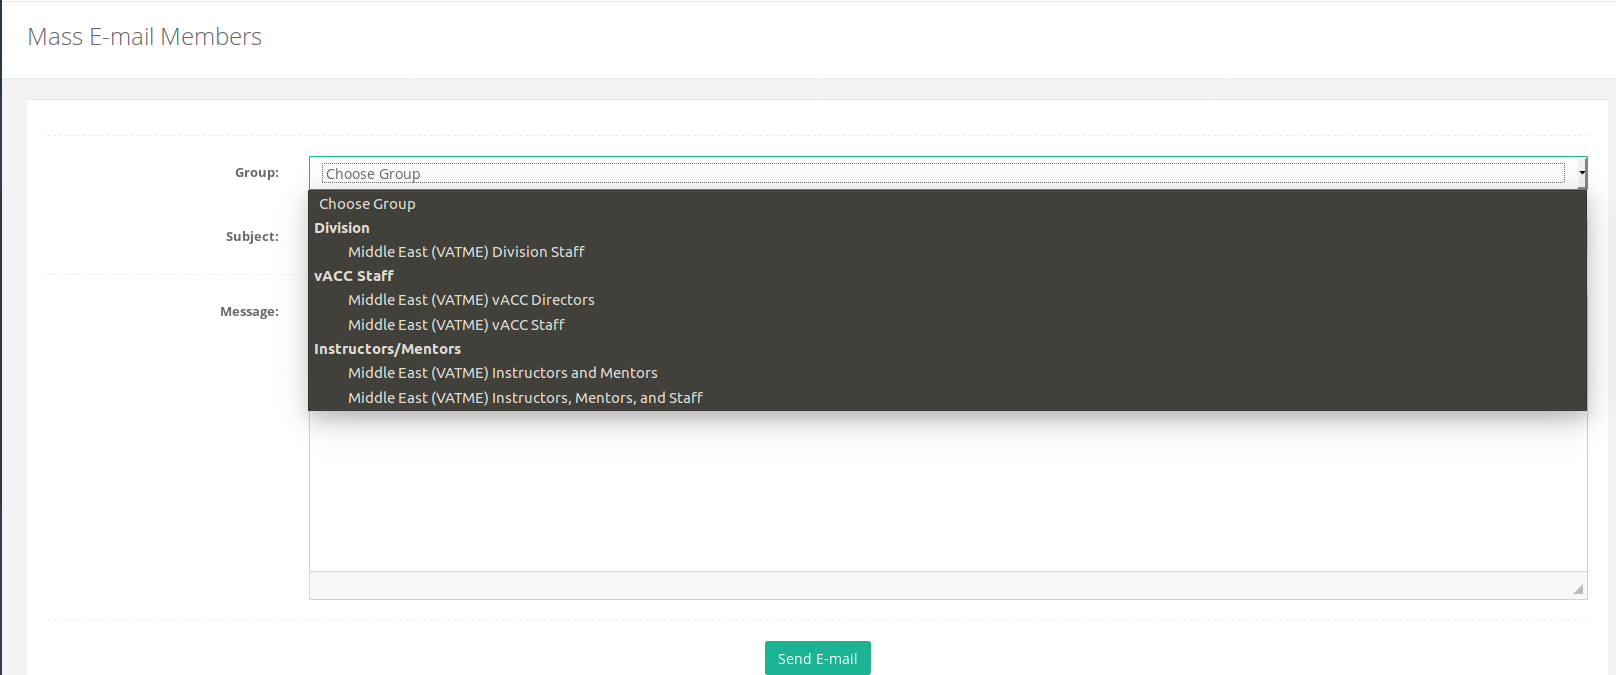 Mass E-mail Members
Group:
Choose Group
Choose Group
Division
Middle East (VATME) Division Staff
Subject:
vACC Staff
Middle East (VATME) vACC Directors
Message:
Middle East (VATME) vACC Staff
Instructors/Mentors
Middle East (VATME) Instructors and Mentors
Middle East (VATME) Instructors, Mentors, and Staff
Send E-mail